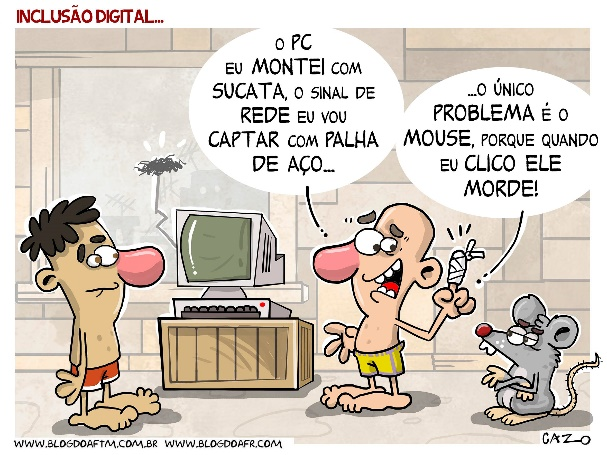 INCLUSÃO DIGITAL...
O PC
EU MONTEI COM
SUCATA, O SINAL DE
REDE EU VOU
CAPTAR COM PALHA
DE AÇO...
...O ÚNICO
PROBLEMA É O
MOUSE, PORQUE QUANDO
EU CLICO ELE
MORDE!
CAZO
WWW.BLOGDOAFTM.COM.BR WWW.BLOGDOAFR.COM